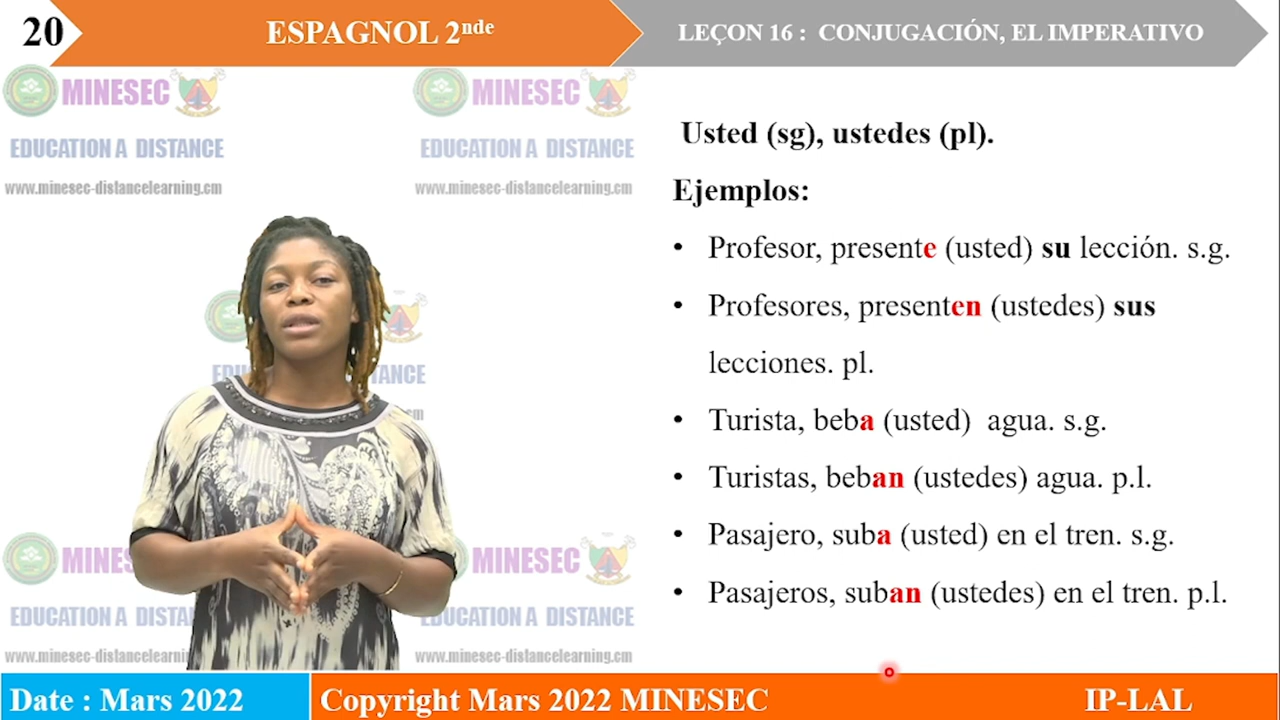 20
ESPAGNOL 2nde
LEÇON 16 : CONJUGACIÓN, EL IMPERATIVO
MINESEC
EDUCATION A DISTANCE
www.minesec-distancelearning.cm
MINESEC
EDUCATION A DISTANCE
www.minesec-distancelearning.cm
Usted (sg), ustedes (pl).
Ejemplos:
• Profesor, presente (usted) su lección. s.g.
• Profesores, presenten (ustedes) sus
lecciones. pl.
• Turista, beba (usted) agua. s.g.
• Turistas, beban (ustedes) agua. p.l.
• Pasajero, suba (usted) en el tren. s.g.
• Pasajeros, suban (ustedes) en el tren. p.l.
MINESEC
EDUCATION A DISTANCE
www.minesec-distancelearning.cm
Date : Mars 2022
Copyright Mars 2022 MINESEC
IP-LAL